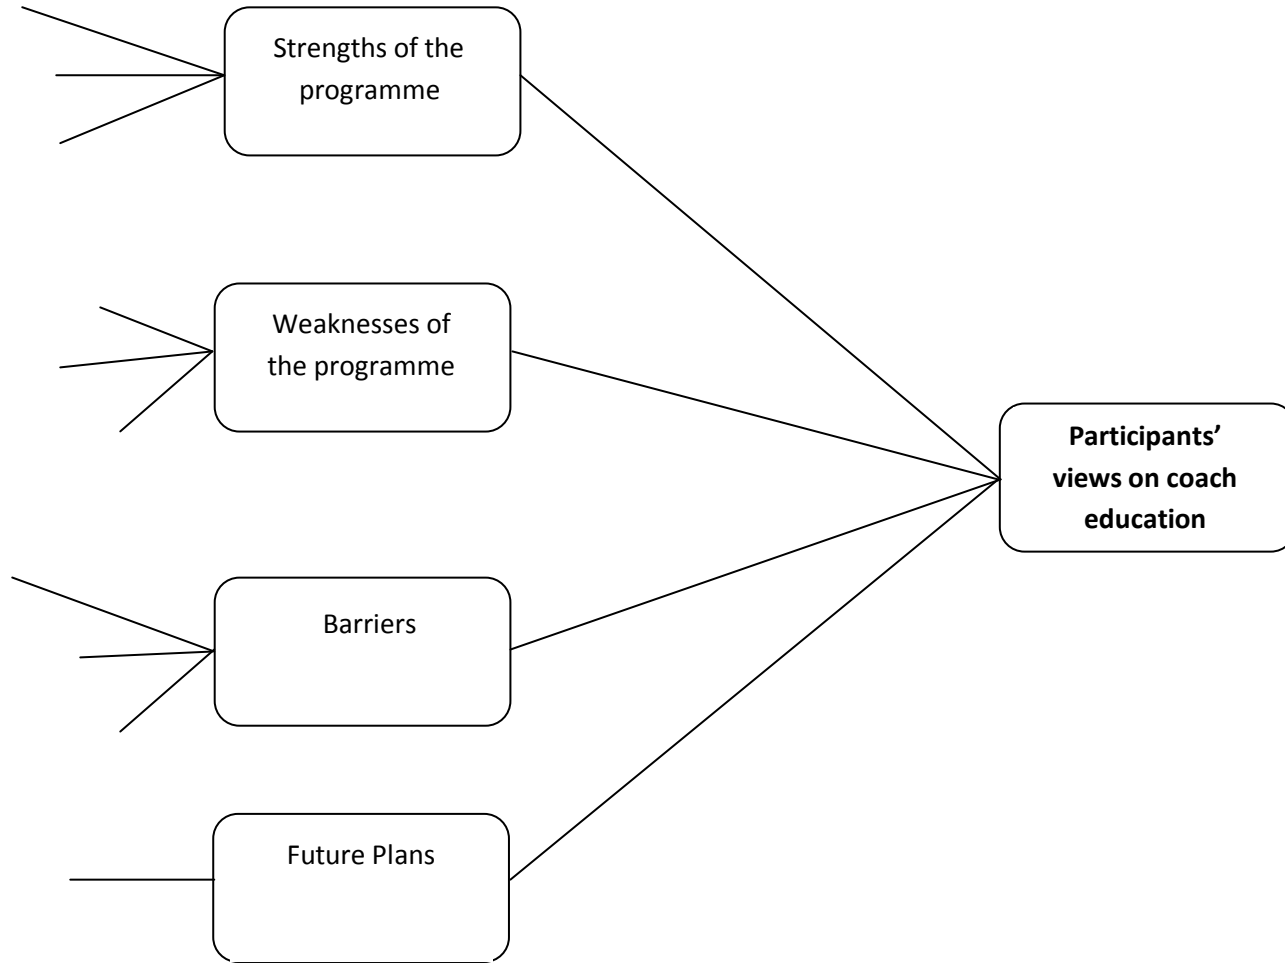 Strengths of the
programme
Weaknesses of
the programme
Participants’
views on coach
education
Barriers
Future Plans